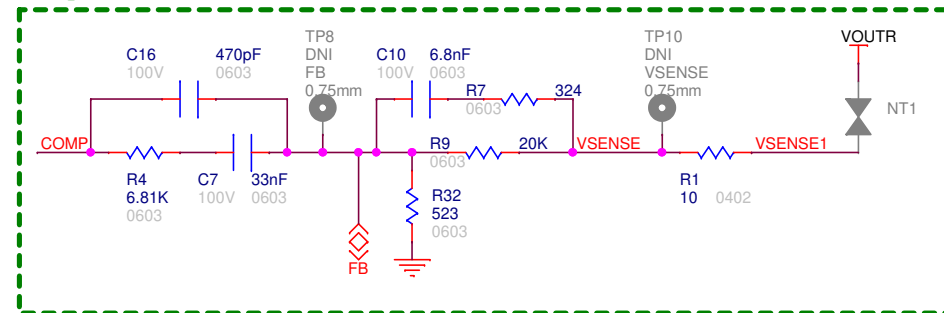 TP8
DNI
FB
0.75mm
TP10
DNI
VSENSE
0.75mm
VOUTR
C16
470pF
100V
0603
C10
6.8nF
100V
0603
R7
324
0603
NT1
COMP
R9
20K
0603
VSENSE
VSENSE1
R4
6.81K
0603
C7
33nF
100V
0603
R32
523
0603
R1
10
0402
FB